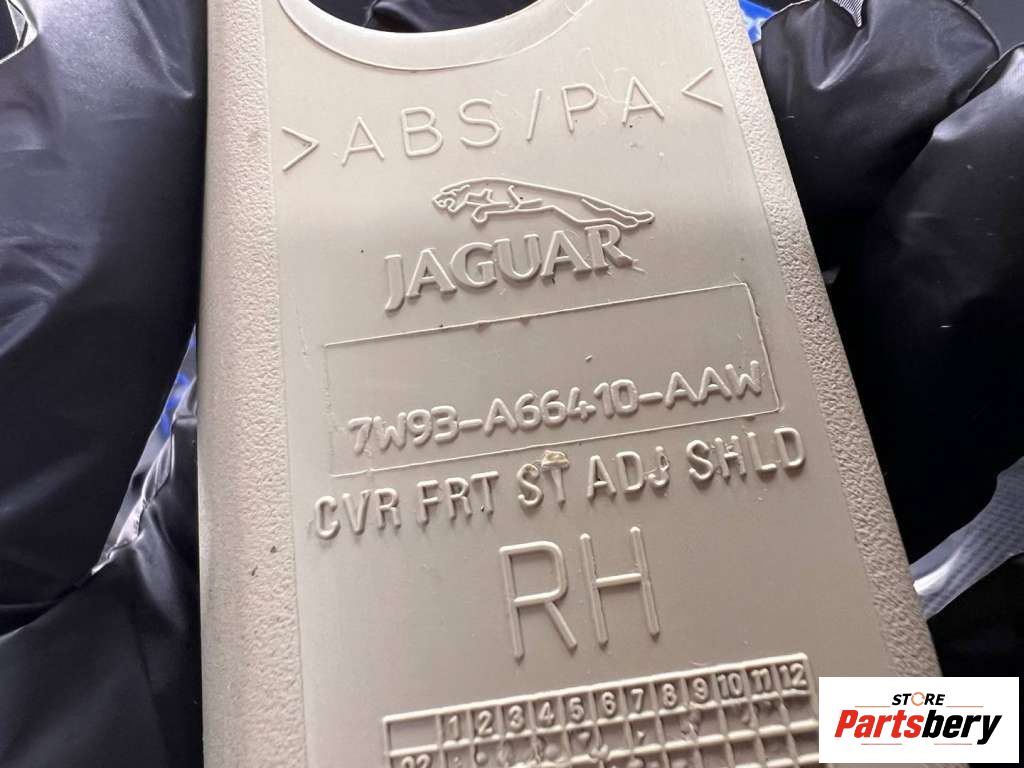 >ABS/PA<
JAGUAR
7W93-A66410-AAW
CVR FRT ST ADJ SHLD
RH
1 2 3 4 5 6 7 8 9 10 11 12
02
STORE
Partsbery